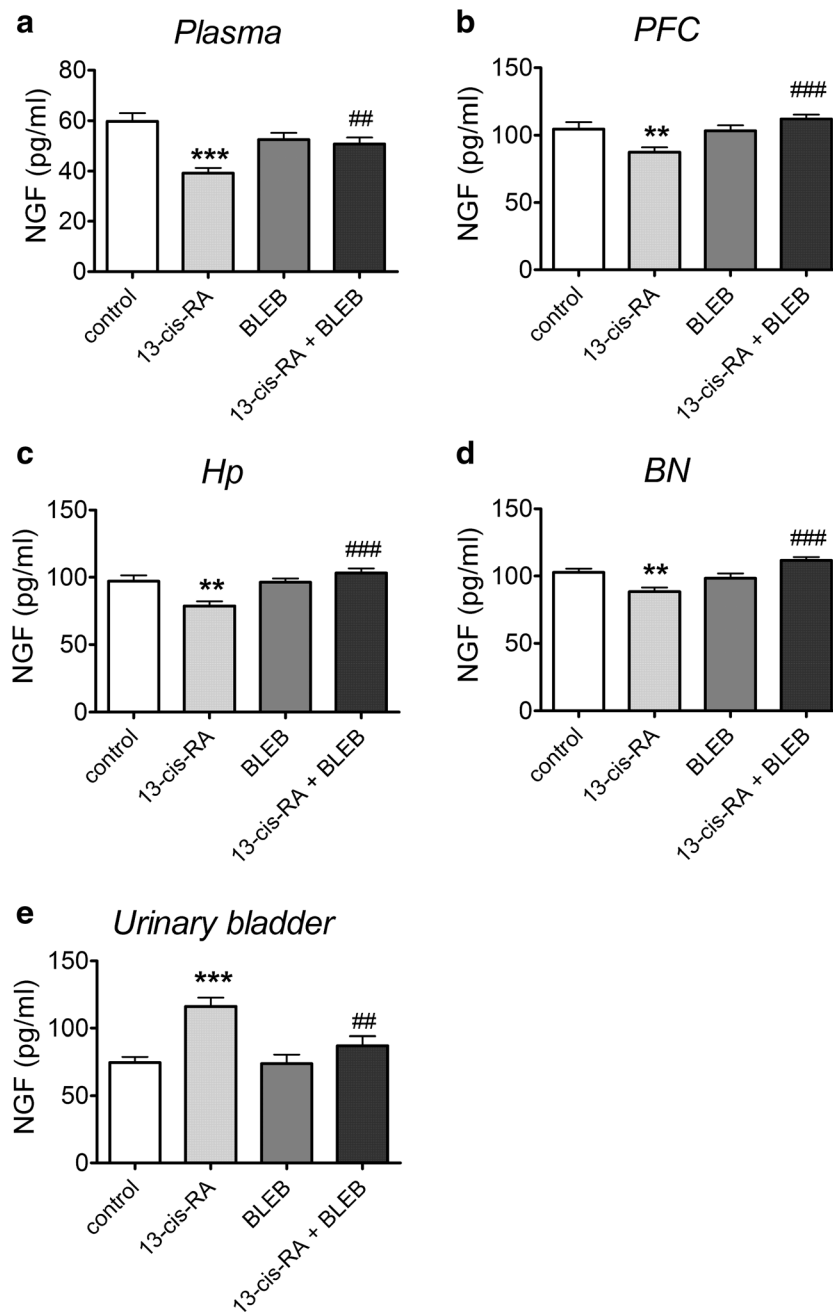 a
Plasma
NGF (pg/ml)
80
60
40
20
0
***
##
control
13-cis-RA
BLEB
13-cis-RA + BLEB
b
PFC
NGF (pg/ml)
150
100
50
0
**
###
control
13-cis-RA
BLEB
13-cis-RA + BLEB
c
Hp
NGF (pg/ml)
150
100
50
0
**
###
control
13-cis-RA
BLEB
13-cis-RA + BLEB
d
BN
NGF (pg/ml)
150
100
50
0
**
###
control
13-cis-RA
BLEB
13-cis-RA + BLEB
e
Urinary bladder
NGF (pg/ml)
150
100
50
0
***
##
control
13-cis-RA
BLEB
13-cis-RA + BLEB